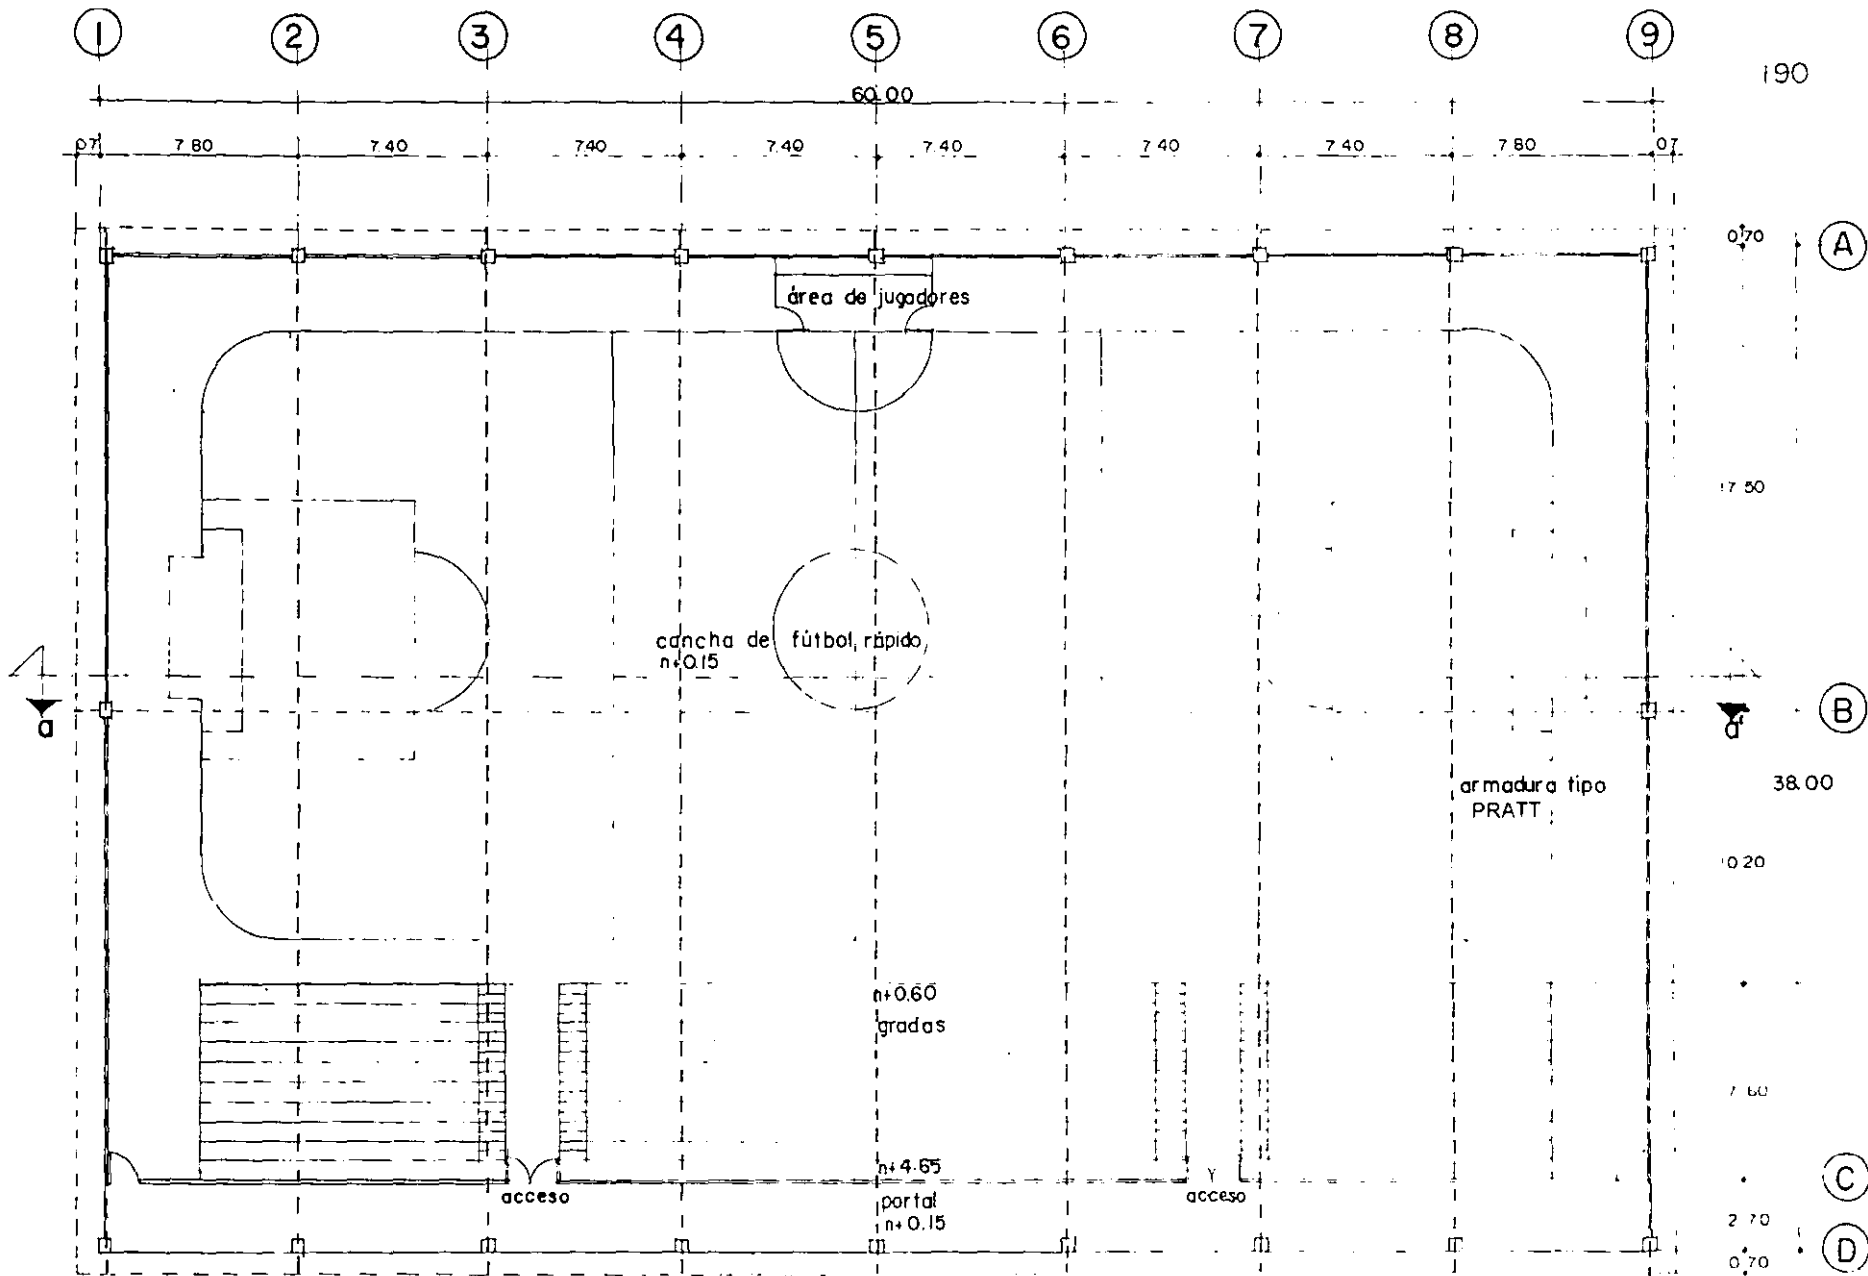 1 2 3 4 5 6 7 8 9
190
60.00
07 7 80 7.40 7.40 7.40 7.40 7 40 7 40 7 80 07
0.70
A
área de jugadores
17 50
cancha de fútbol rápido
n+0.15
a
a'
B
armadura tipo
PRATT
38.00
10 20
n+0.60
gradas
7 60
n+4.65
C
acceso
portal
acceso
n+0.15
2 70
D
0.70